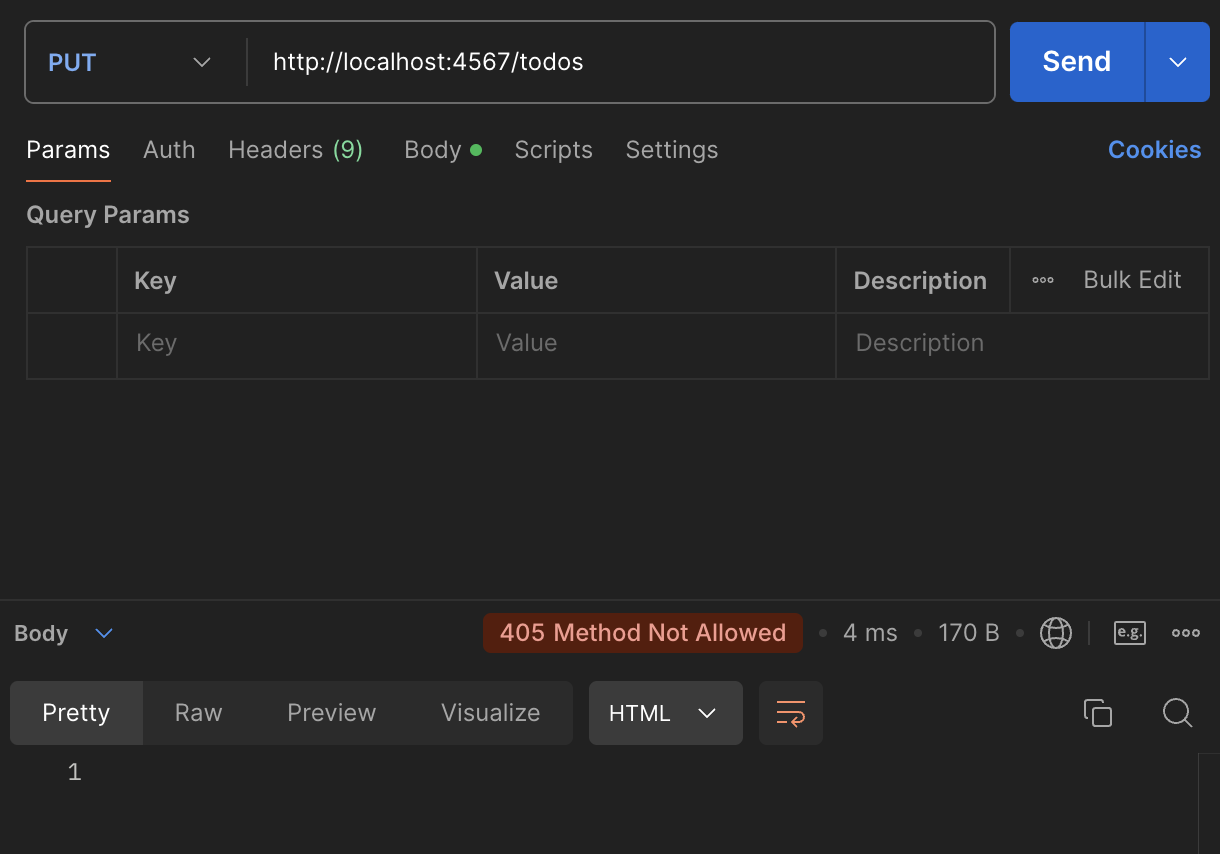 PUT http://localhost:4567/todos Send
Params Auth Headers (9) Body Scripts Settings Cookies
Query Params
Key Value Description Bulk Edit
Key Value Description
Body 405 Method Not Allowed 4 ms 170 B e.g.
Pretty Raw Preview Visualize HTML
1